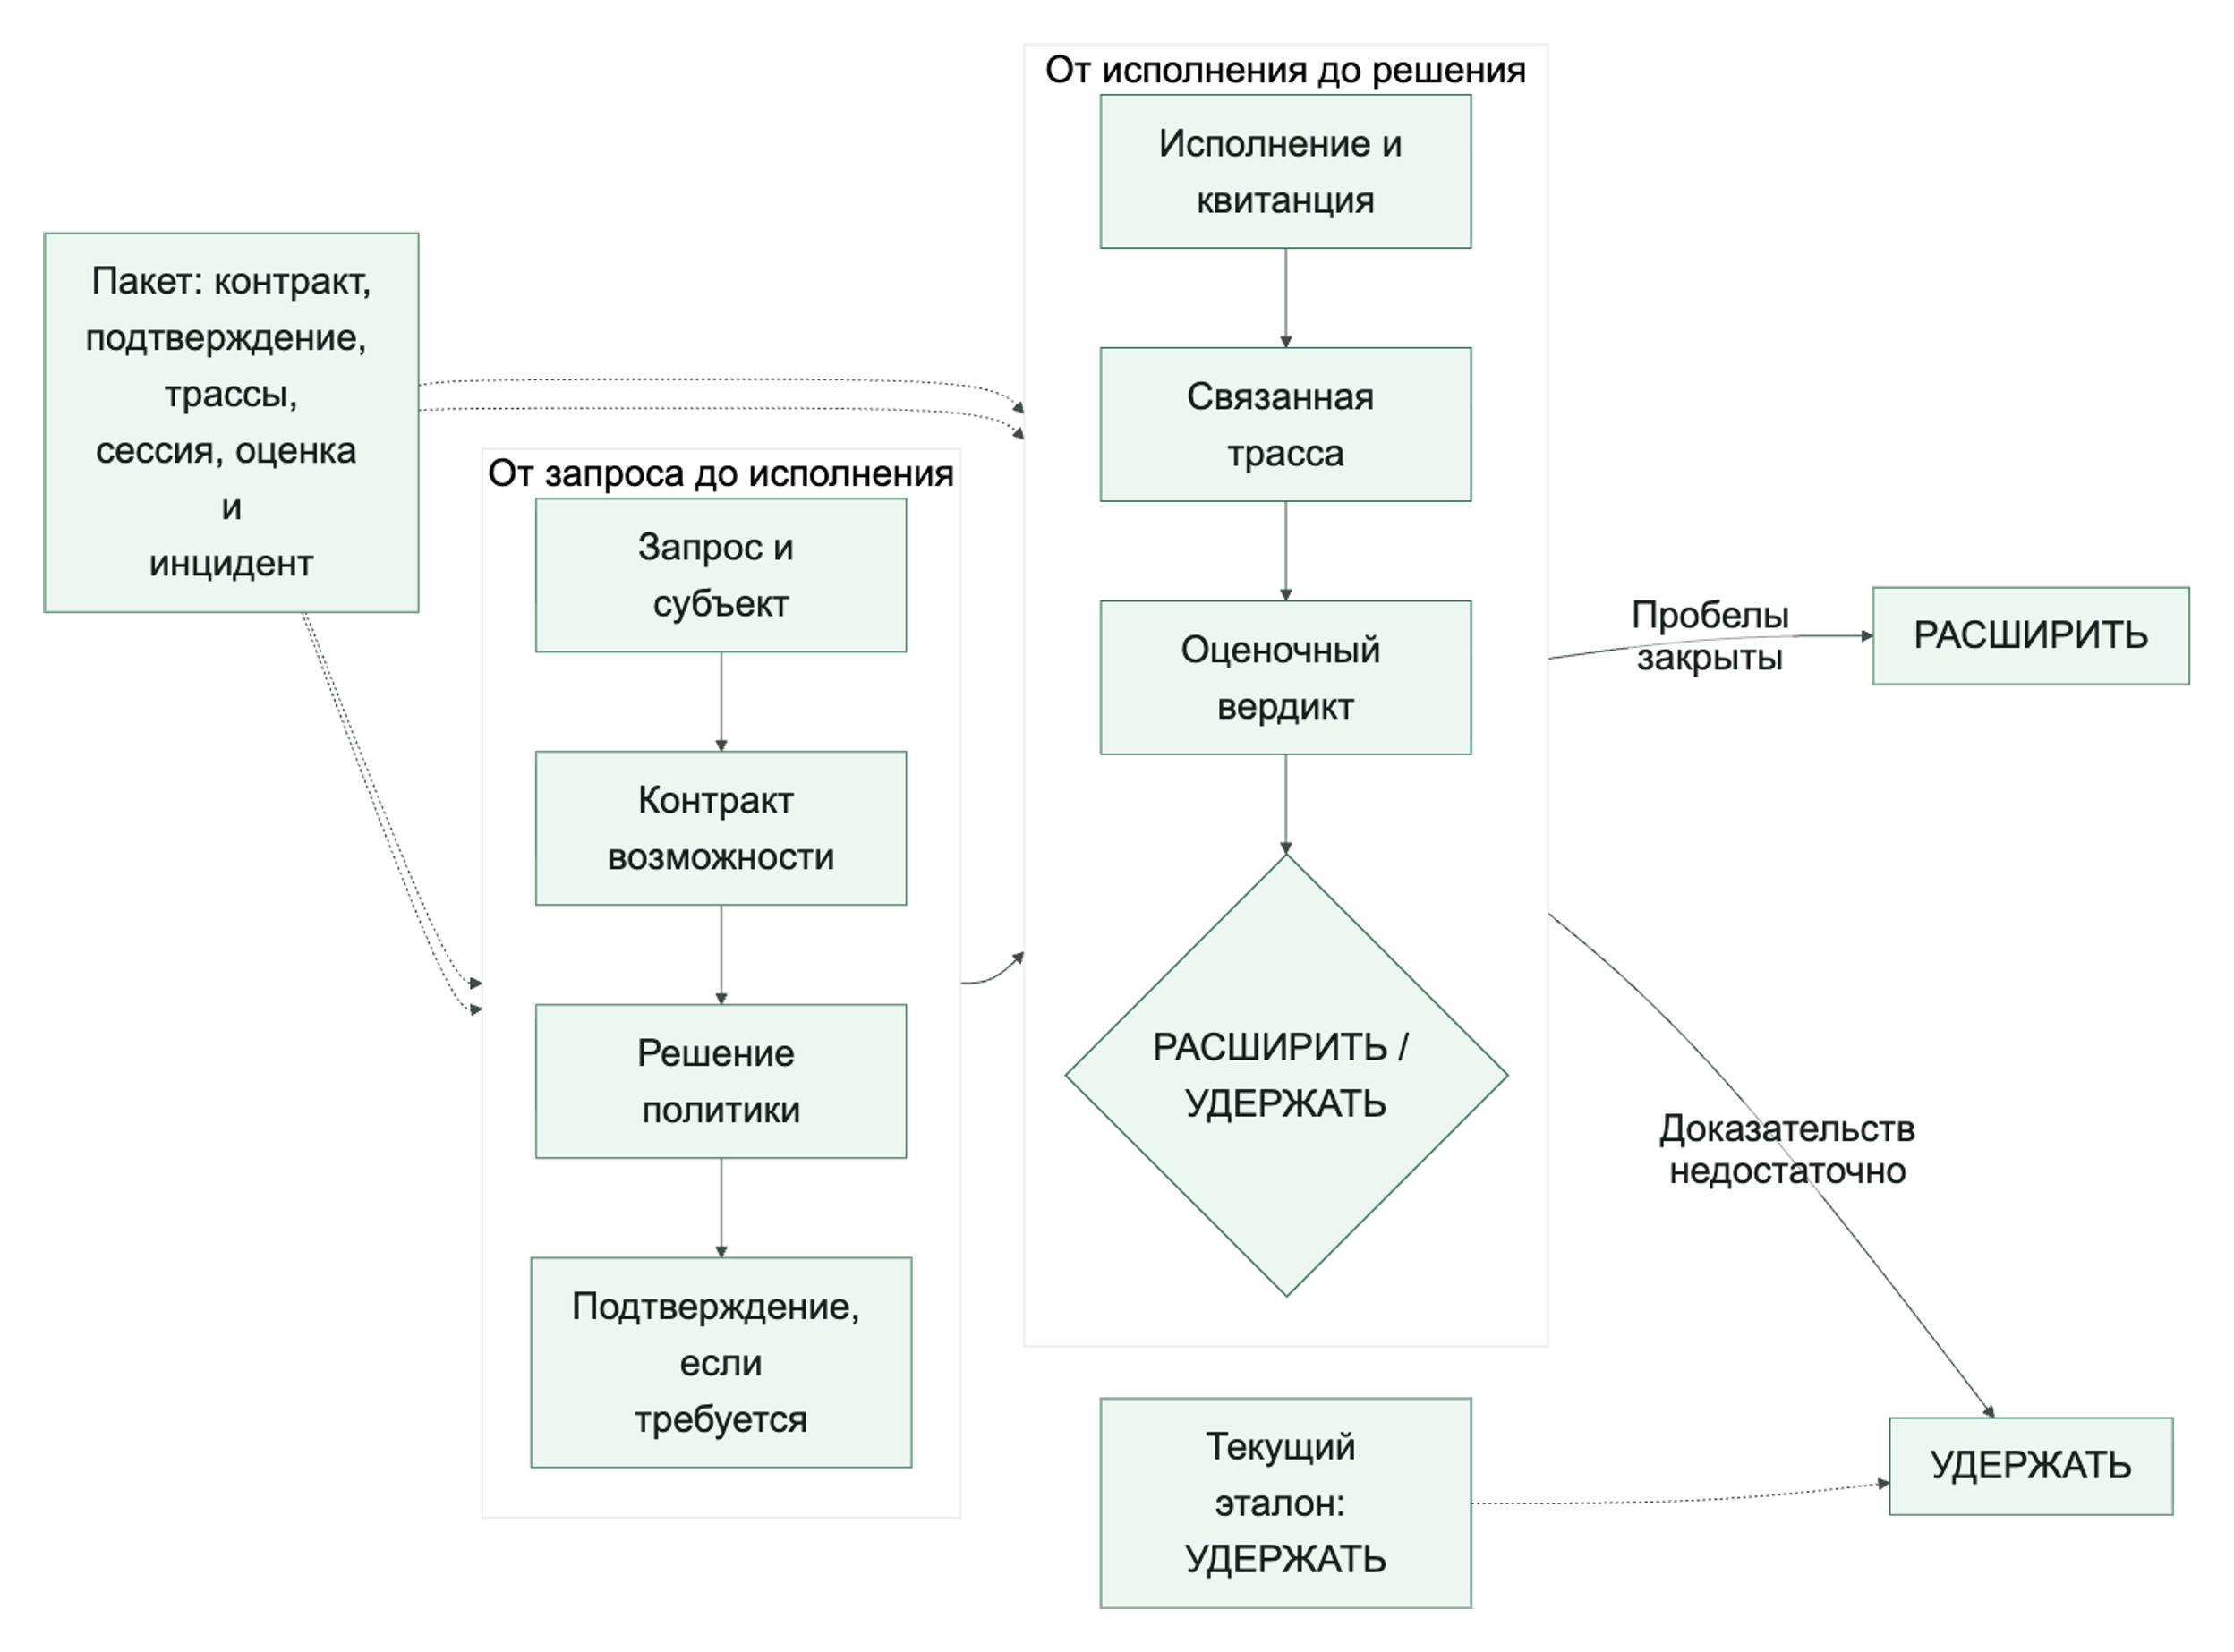 Пакет: контракт,
подтверждение,
трассы,
сессия, оценка
и
инцидент
От запроса до исполнения
Запрос и
субъект
Контракт
возможности
Решение
политики
Подтверждение,
если
требуется
От исполнения до решения
Исполнение и
квитанция
Связанная
трасса
Оценочный
вердикт
РАСШИРИТЬ /
УДЕРЖАТЬ
Текущий
эталон:
УДЕРЖАТЬ
Пробелы
закрыты
РАСШИРИТЬ
Доказательств
недостаточно
УДЕРЖАТЬ